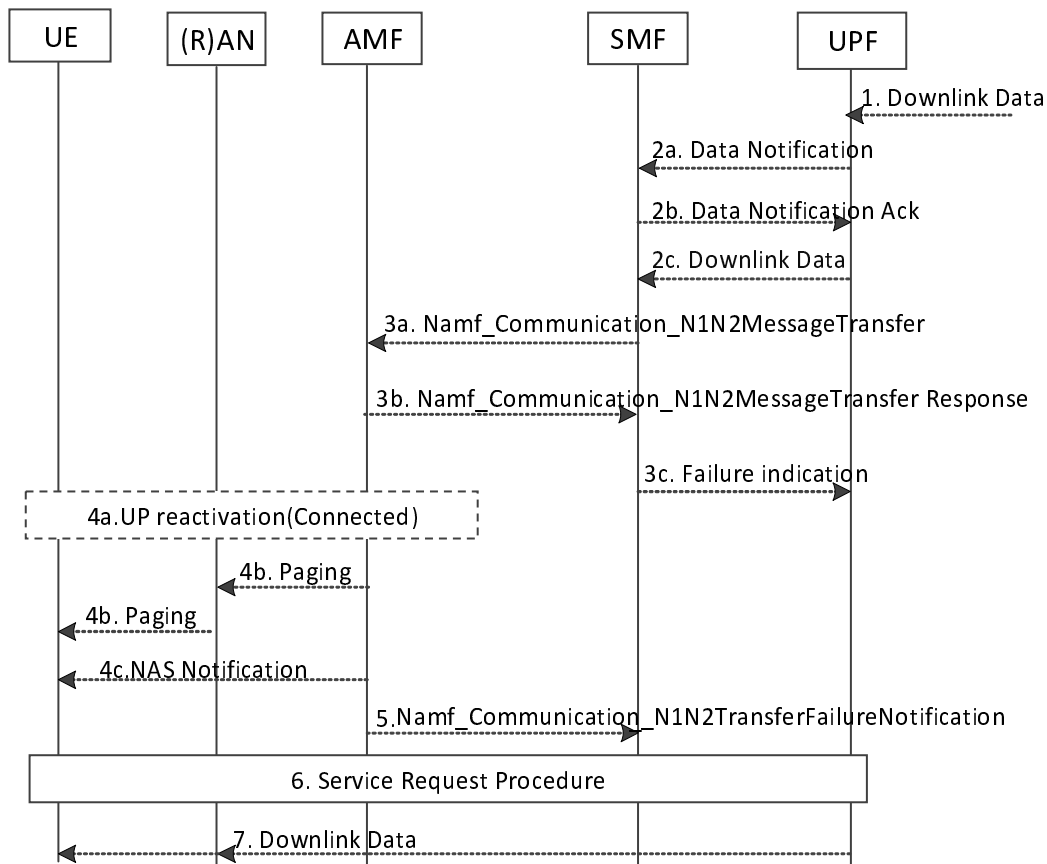 UE
(R)AN
AMF
SMF
UPF
1. Downlink Data
2a. Data Notification
2b. Data Notification Ack
2c. Downlink Data
3a. Namf_Communication_N1N2MessageTransfer
3b. Namf_Communication_N1N2MessageTransfer Response
3c. Failure indication
4a.UP reactivation(Connected)
4b. Paging
4b. Paging
4c.NAS Notification
5.Namf_Communication_N1N2TransferFailureNotification
6. Service Request Procedure
7. Downlink Data